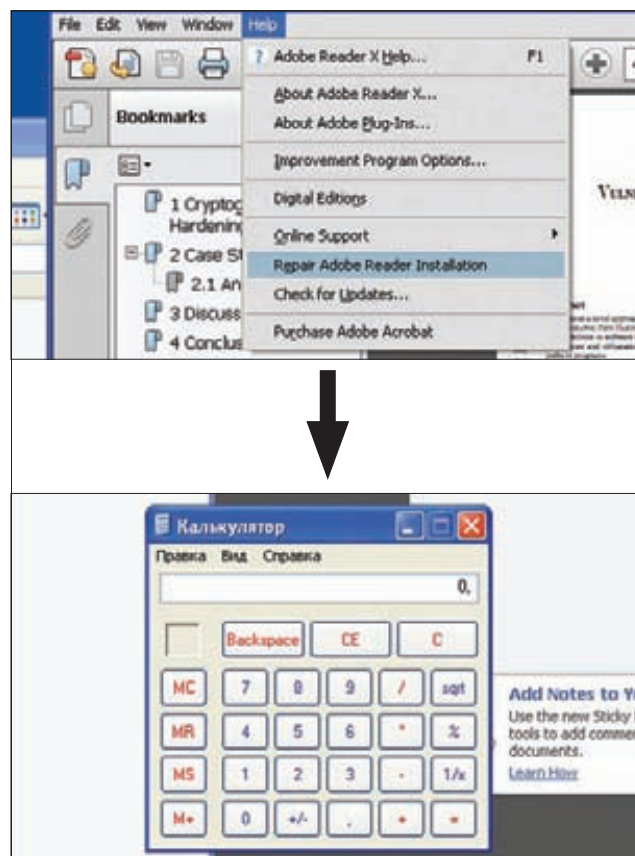 File Edit View Window Help
? Adobe Reader X Help... F1
About Adobe Reader X...
About Adobe Plug-Ins...
Improvement Program Options...
Digital Editions
Online Support
Repair Adobe Reader Installation
Check for Updates...
Purchase Adobe Acrobat
Bookmarks
1 Cryptog
Hardening
2 Case St
2.1 An
3 Discuss
4 Conclus
Калькулятор
Правка Вид Справка
0,
Backspace CE C
MC 7 8 9 / sqrt
MR 4 5 6 * %
MS 1 2 3 - 1/x
M+ 0 +/- , + =
Add Notes to Yo
Use the new Sticky
tools to add comme
documents.
Learn How